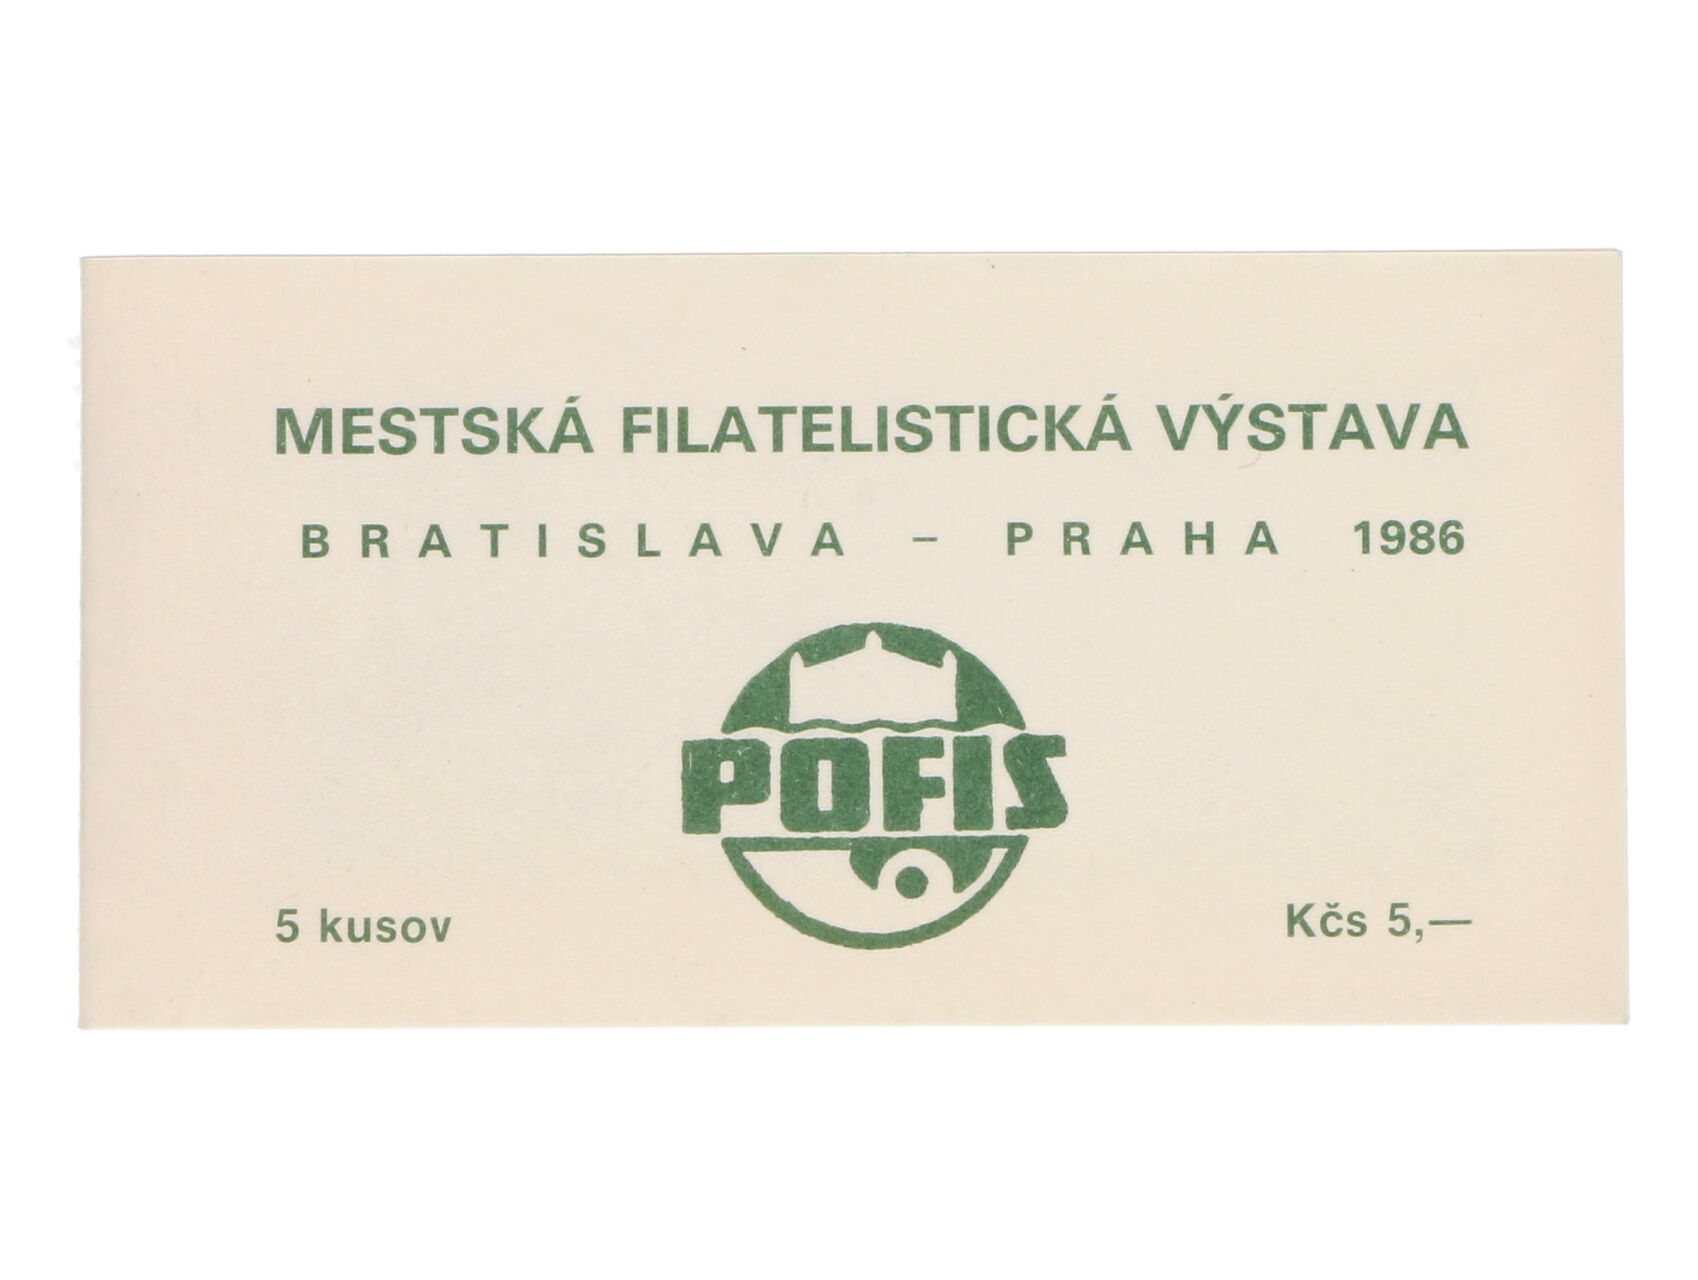 MESTSKÁ FILATELISTICKÁ VÝSTAVA
BRATISLAVA – PRAHA 1986
POFIS
5 kusov
Kčs 5,—